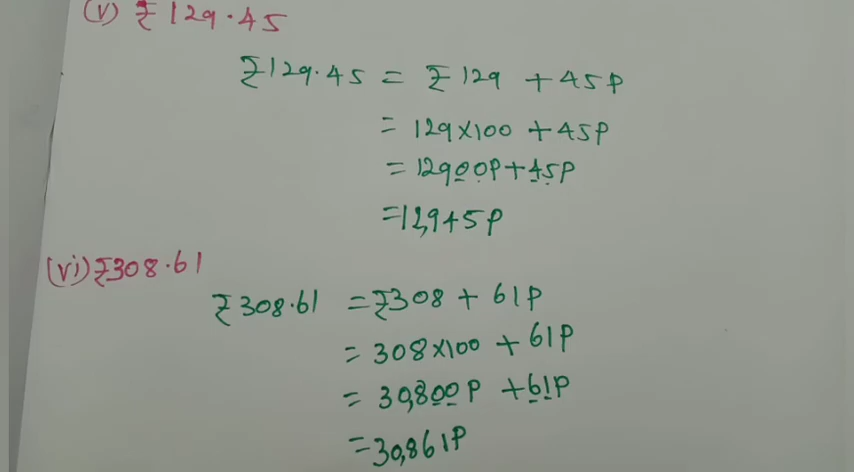 (v) ₹ 129.45
₹129.45 = ₹ 129 + 45P
= 129×100 + 45P
= 12900P + 45P
= 12,945P
(vi) ₹308.61
₹308.61 = ₹308 + 61P
= 308×100 + 61P
= 30,800P + 61P
= 30,861P